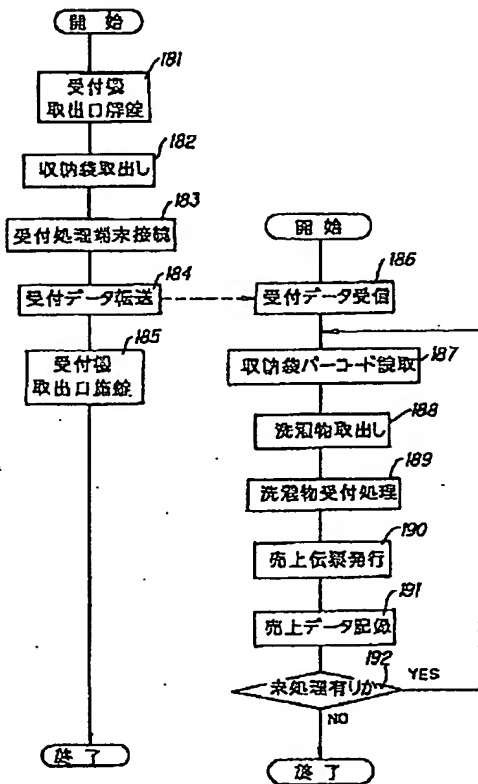 開始
181
受付機
取出口解錠
182
収納袋取出し
183
受付処理端末接続
184
受付データ転送
185
受付機
取出口施錠
終了
開始
186
受付データ受信
収納袋バーコード読取
187
188
洗濯物取出し
189
洗濯物受付処理
190
売上伝票発行
191
売上データ記録
192
未処理有りか
YES
NO
終了